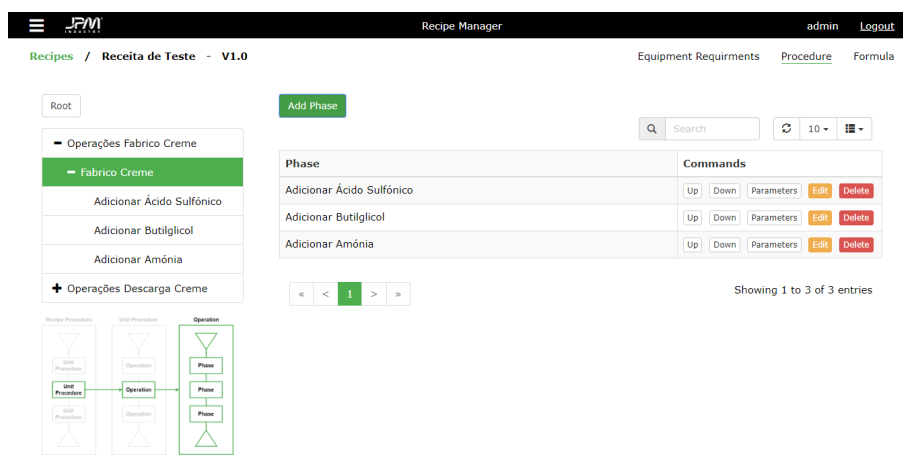 JPM Recipe Manager admin Logout
INDUSTRY
Recipes / Receita de Teste - V1.0 Equipment Requirments Procedure Formula
Root
Add Phase
Search 10
Operações Fabrico Creme
Fabrico Creme
Adicionar Ácido Sulfónico
Adicionar Butilglicol
Adicionar Amónia
Operações Descarga Creme
Phase Commands
Adicionar Ácido Sulfónico Up Down Parameters Edit Delete
Adicionar Butilglicol Up Down Parameters Edit Delete
Adicionar Amónia Up Down Parameters Edit Delete
« < 1 > » Showing 1 to 3 of 3 entries
Recipe Procedure Unit Procedure Operation
Unit Procedure Operation Phase
Unit Procedure Operation Phase
Unit Procedure Operation Phase